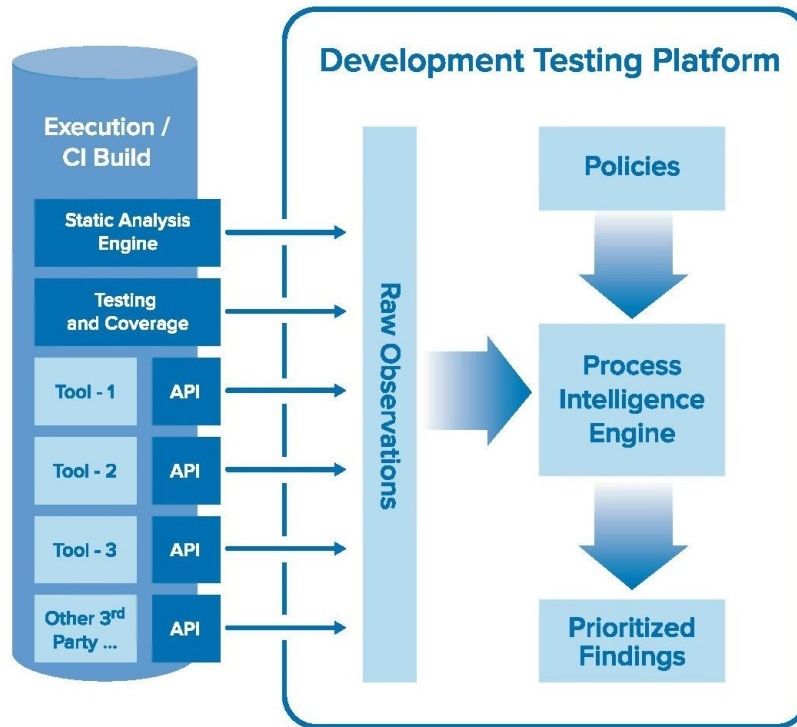 Development Testing Platform
Execution /
CI Build
Static Analysis
Engine
Testing
and Coverage
Tool - 1
API
Tool - 2
API
Tool - 3
API
Other 3rd
Party ...
API
Raw Observations
Policies
Process
Intelligence
Engine
Prioritized
Findings